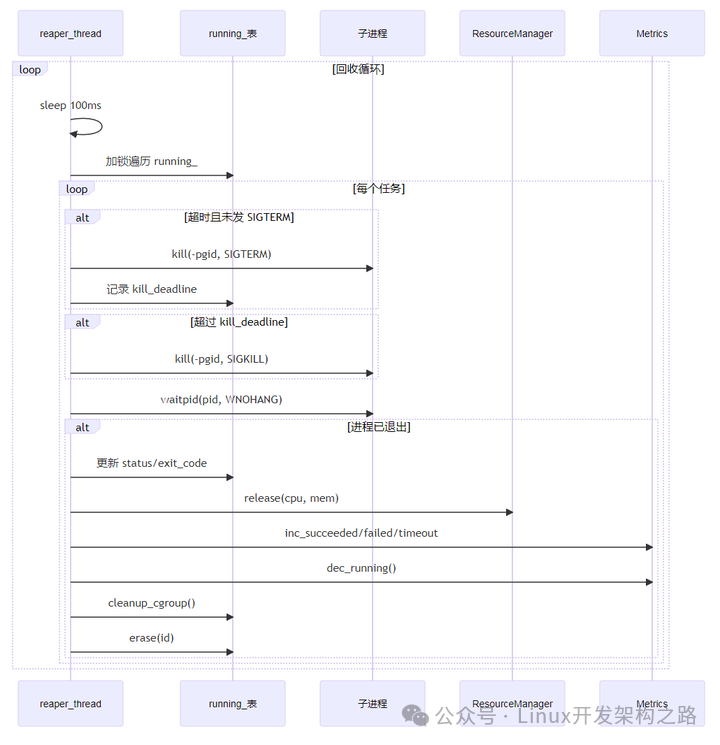 reaper_thread
running_表
子进程
ResourceManager
Metrics
loop
[回收循环]
sleep 100ms
加锁遍历 running_
loop
[每个任务]
alt
[超时且未发 SIGTERM]
kill(-pgid, SIGTERM)
记录 kill_deadline
alt
[超过 kill_deadline]
kill(-pgid, SIGKILL)
waitpid(pid, WNOHANG)
alt
[进程已退出]
更新 status/exit_code
release(cpu, mem)
inc_succeeded/failed/timeout
dec_running()
cleanup_cgroup()
erase(id)
reaper_thread
running_表
子进程
ResourceManager
Metrics
公众号 · Linux开发架构之路